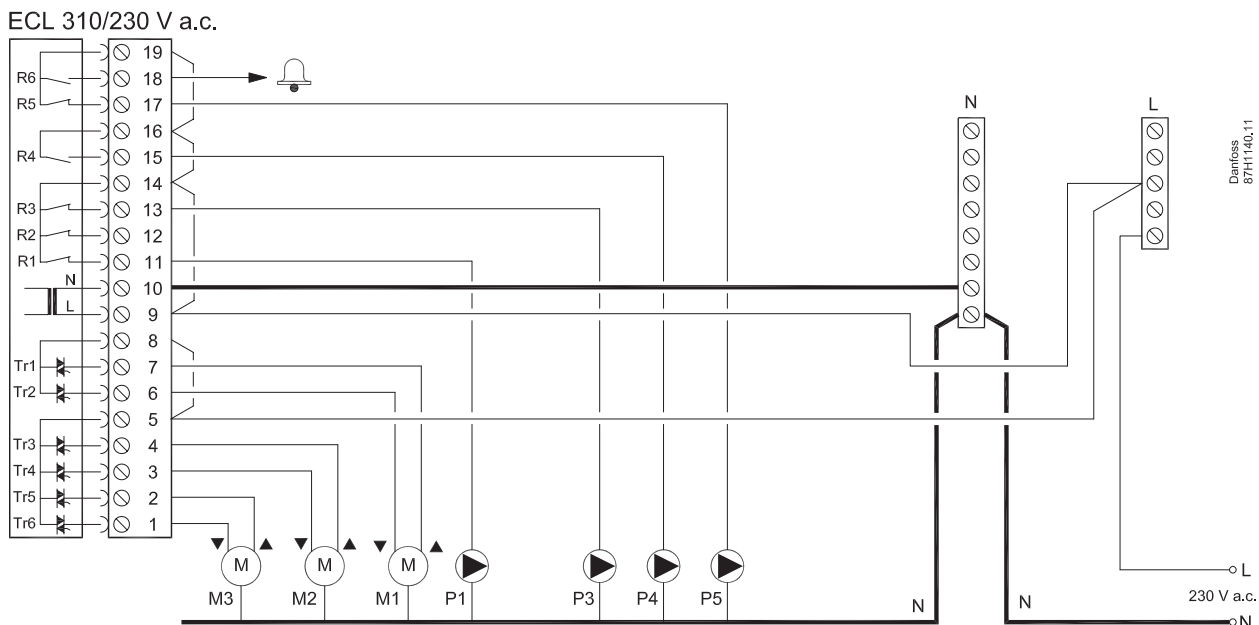 ECL 310/230 V a.c.
19
R6 18
R5 17
16
R4 15
14
R3 13
R2 12
R1 11
N 10
L 9
8
Tr1 7
Tr2 6
5
Tr3 4
Tr4 3
Tr5 2
Tr6 1
N
L
Danfoss
87H1140.11
M M M
M3 M2 M1 P1 P3 P4 P5
N N
L
230 V a.c.
N